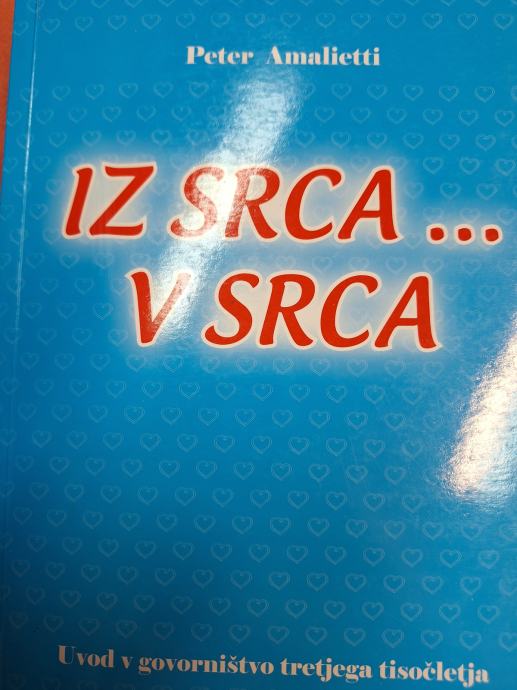 Peter Amalietti
IZ SRCA ...
V SRCA
Uvod v govorništvo tretjega tisočletja